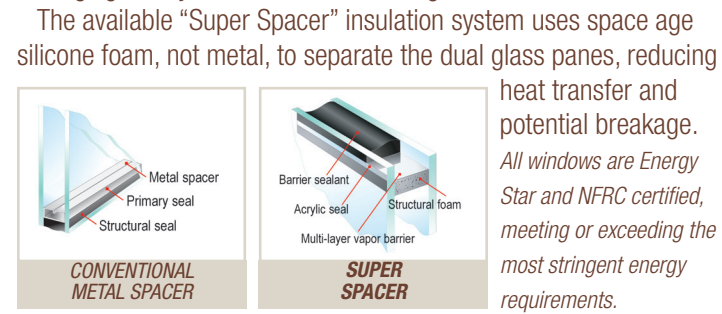 The available “Super Spacer” insulation system uses space age
silicone foam, not metal, to separate the dual glass panes, reducing
heat transfer and
potential breakage.
All windows are Energy
Star and NFRC certified,
meeting or exceeding the
most stringent energy
requirements.
Metal spacer
Primary seal
Structural seal
CONVENTIONAL
METAL SPACER
Barrier sealant
Acrylic seal
Structural foam
Multi-layer vapor barrier
SUPER
SPACER